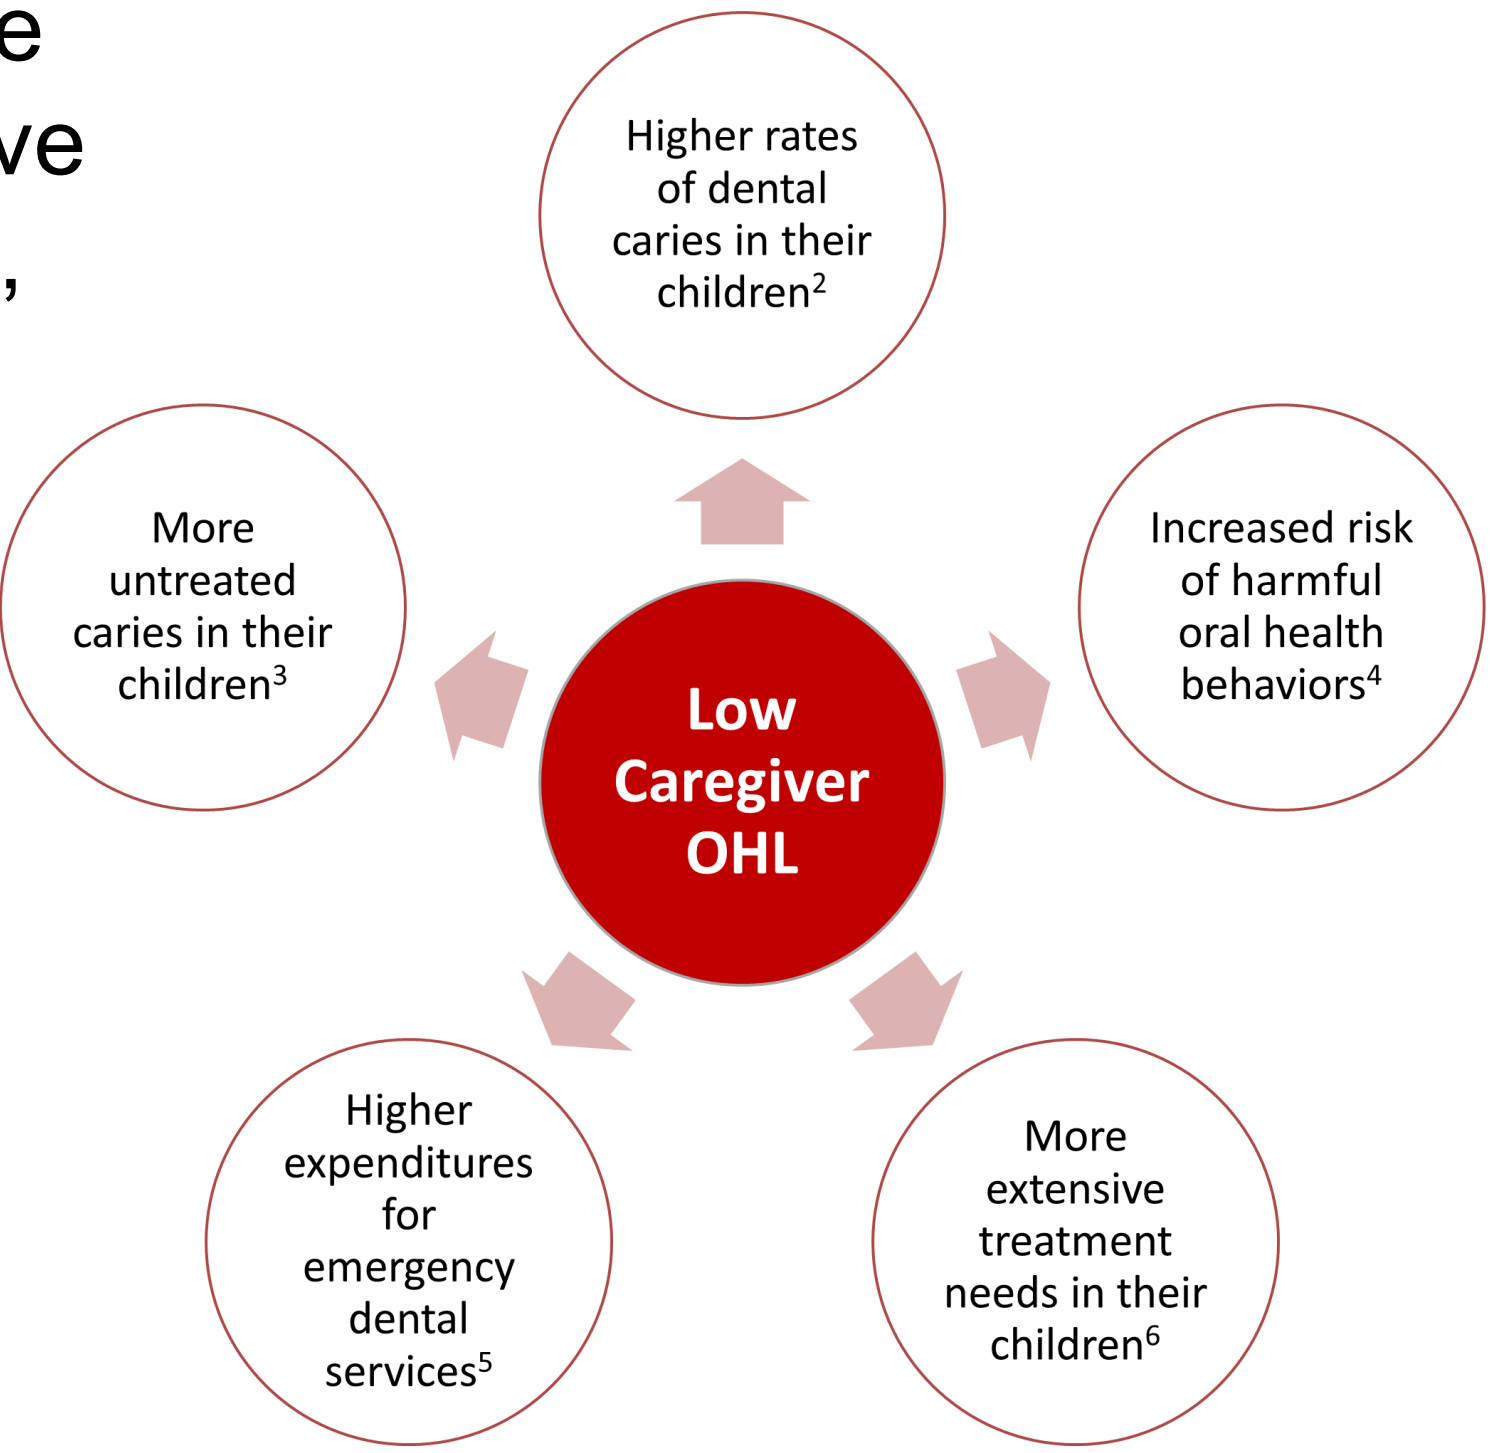 e
ve
,
Higher rates
of dental
caries in their
children²
More
untreated
caries in their
children³
Increased risk
of harmful
oral health
behaviors⁴
Low
Caregiver
OHL
Higher
expenditures
for
emergency
dental
services⁵
More
extensive
treatment
needs in their
children⁶